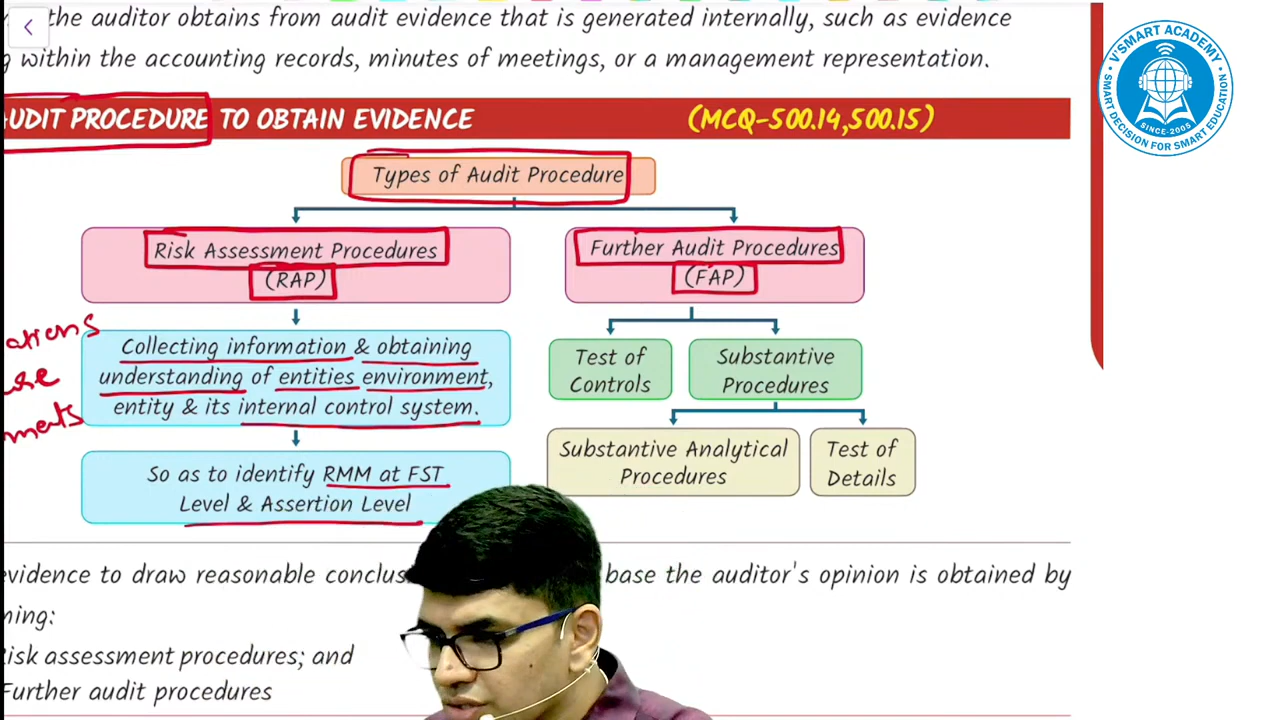 the auditor obtains from audit evidence that is generated internally, such as evidence
within the accounting records, minutes of meetings, or a management representation.
V'SMART ACADEMY
SMART DECISION FOR SMART EDUCATION
SINCE-2005
AUDIT PROCEDURE TO OBTAIN EVIDENCE (MCQ-500.14,500.15)
Types of Audit Procedure
Risk Assessment Procedures
(RAP)
Further Audit Procedures
(FAP)
Collecting information & obtaining
understanding of entities environment,
entity & its internal control system.
Test of
Controls
Substantive
Procedures
So as to identify RMM at FST
Level & Assertion Level
Substantive Analytical
Procedures
Test of
Details
evidence to draw reasonable base the auditor's opinion is obtained by
Risk assessment procedures; and
Further audit procedures